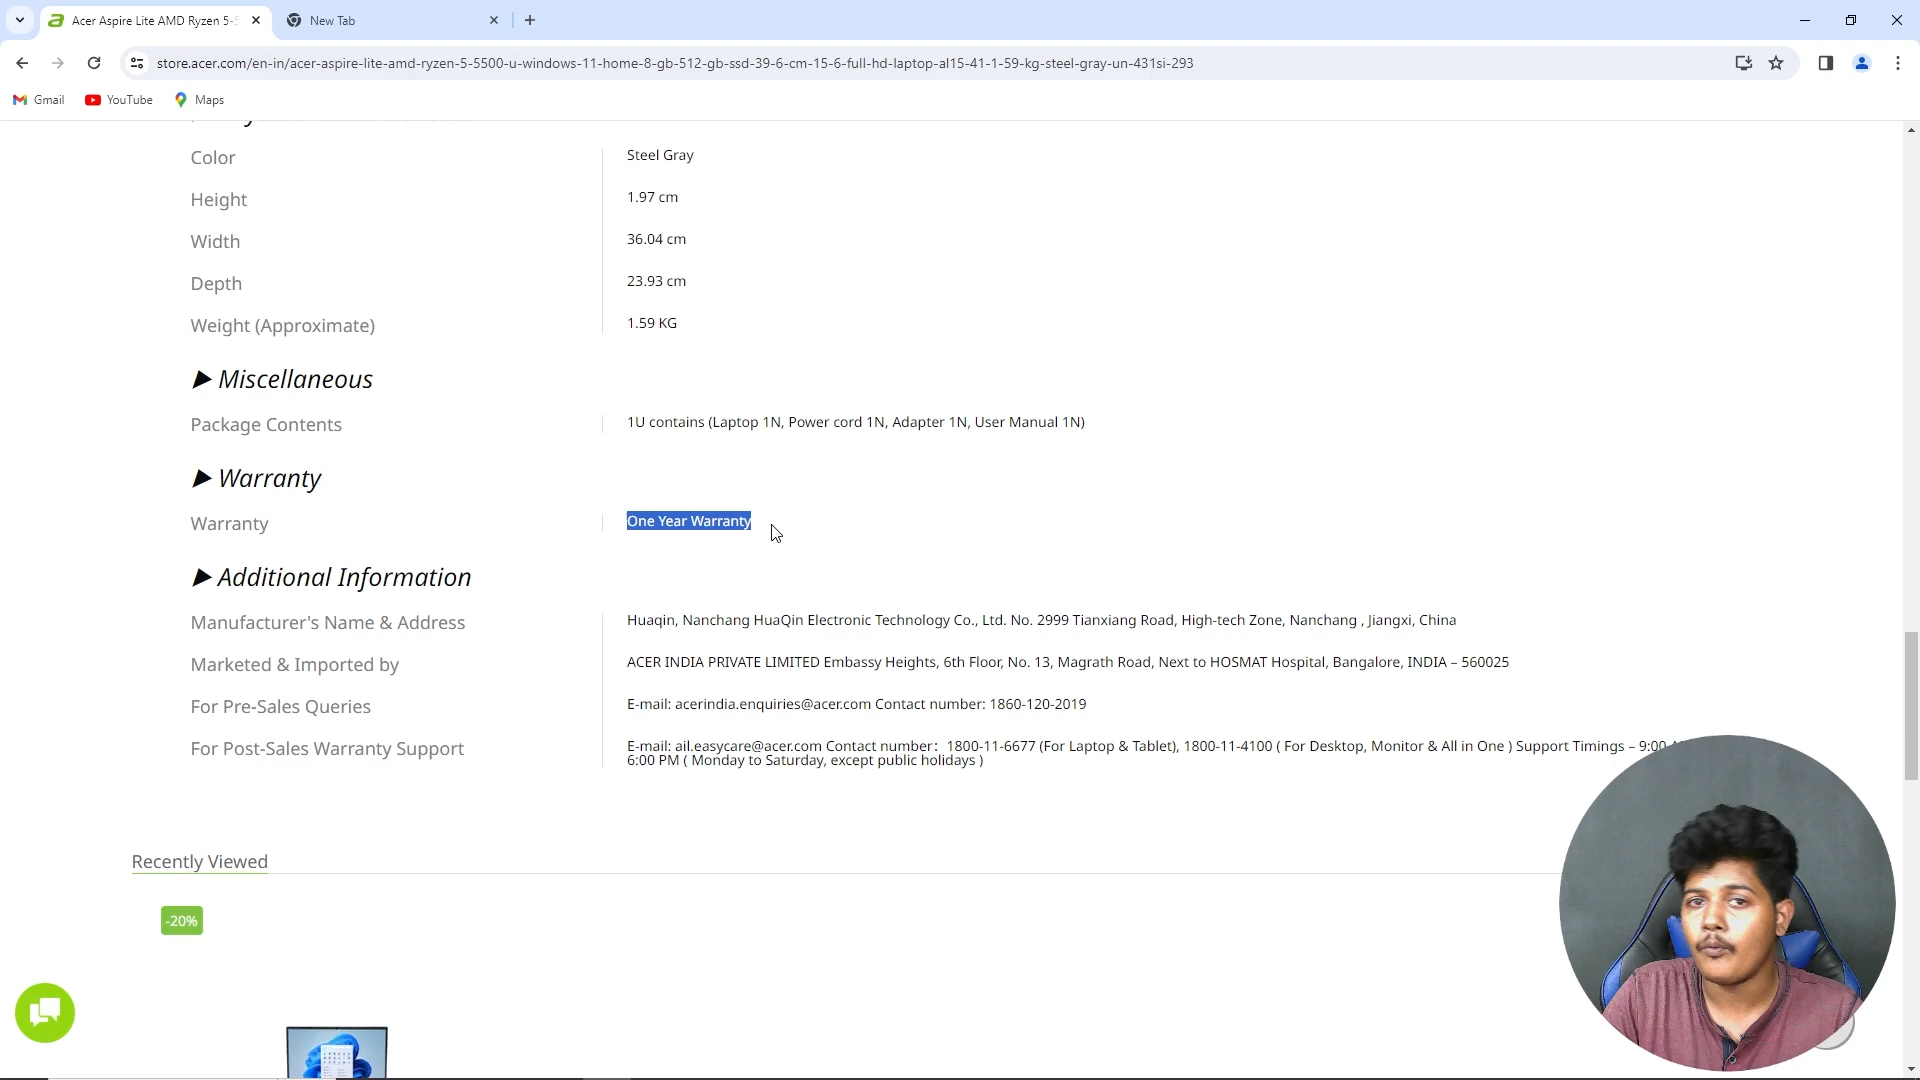 Acer Aspire Lite AMD Ryzen 5-5
New Tab
store.acer.com/en-in/acer-aspire-lite-amd-ryzen-5-5500-u-windows-11-home-8-gb-512-gb-ssd-39-6-cm-15-6-full-hd-laptop-al15-41-1-59-kg-steel-gray-un-431si-293
Gmail YouTube Maps
Color Steel Gray
Height 1.97 cm
Width 36.04 cm
Depth 23.93 cm
Weight (Approximate) 1.59 KG
▶ Miscellaneous
Package Contents 1U contains (Laptop 1N, Power cord 1N, Adapter 1N, User Manual 1N)
▶ Warranty
Warranty One Year Warranty
▶ Additional Information
Manufacturer's Name & Address Huaqin, Nanchang HuaQin Electronic Technology Co., Ltd. No. 2999 Tianxiang Road, High-tech Zone, Nanchang , Jiangxi, China
Marketed & Imported by ACER INDIA PRIVATE LIMITED Embassy Heights, 6th Floor, No. 13, Magrath Road, Next to HOSMAT Hospital, Bangalore, INDIA – 560025
For Pre-Sales Queries E-mail: acerindia.enquiries@acer.com Contact number: 1860-120-2019
For Post-Sales Warranty Support E-mail: ail.easycare@acer.com Contact number： 1800-11-6677 (For Laptop & Tablet), 1800-11-4100 ( For Desktop, Monitor & All in One ) Support Timings – 9:00
6:00 PM ( Monday to Saturday, except public holidays )
Recently Viewed
-20%